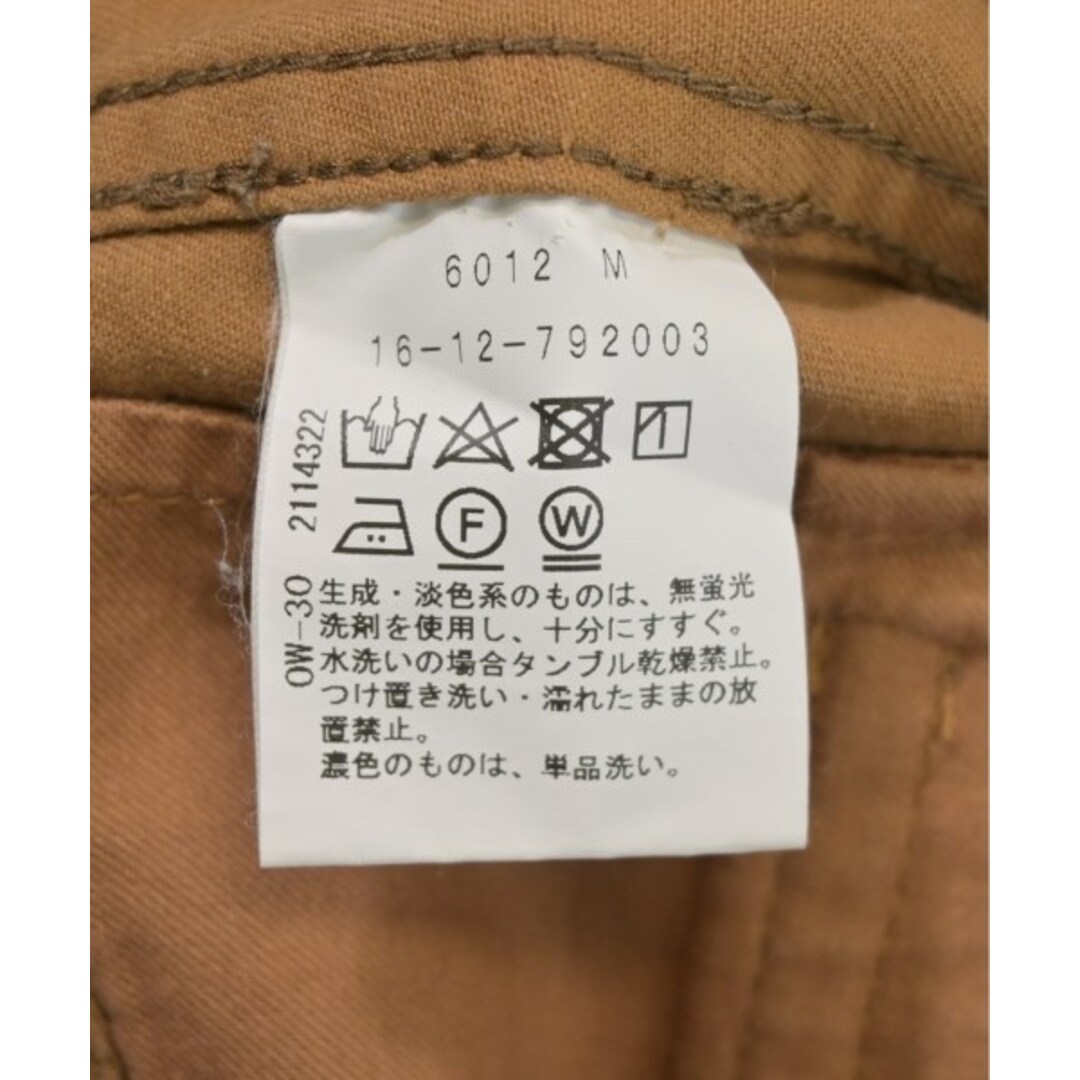 6012 M
16-12-792003
2114322
F W
0W-30
生成・淡色系のものは、無蛍光
洗剤を使用し、十分にすすぐ。
水洗いの場合タンブル乾燥禁止。
つけ置き洗い・濡れたままの放
置禁止。
濃色のものは、単品洗い。